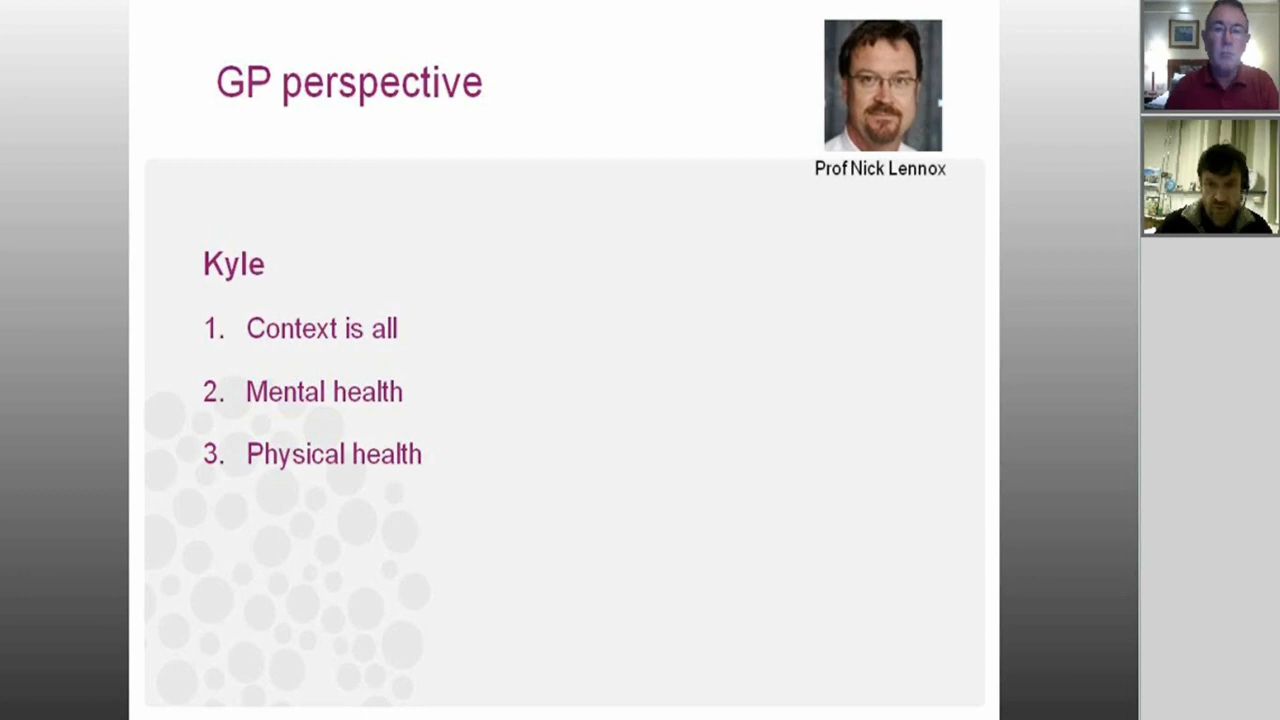 GP perspective
Prof Nick Lennox
Kyle
1. Context is all
2. Mental health
3. Physical health